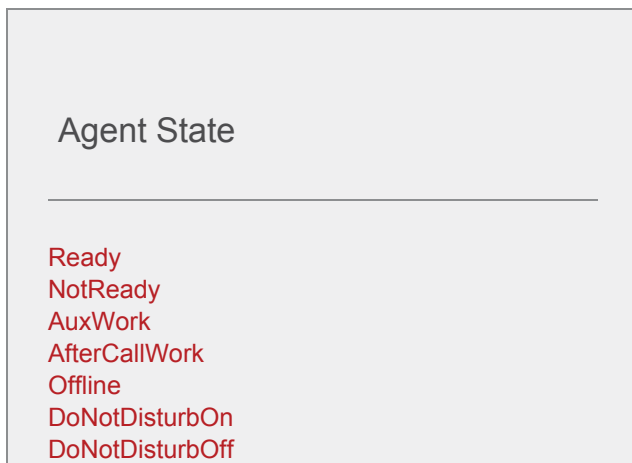 Agent State
Ready
NotReady
AuxWork
AfterCallWork
Offline
DoNotDisturbOn
DoNotDisturbOff